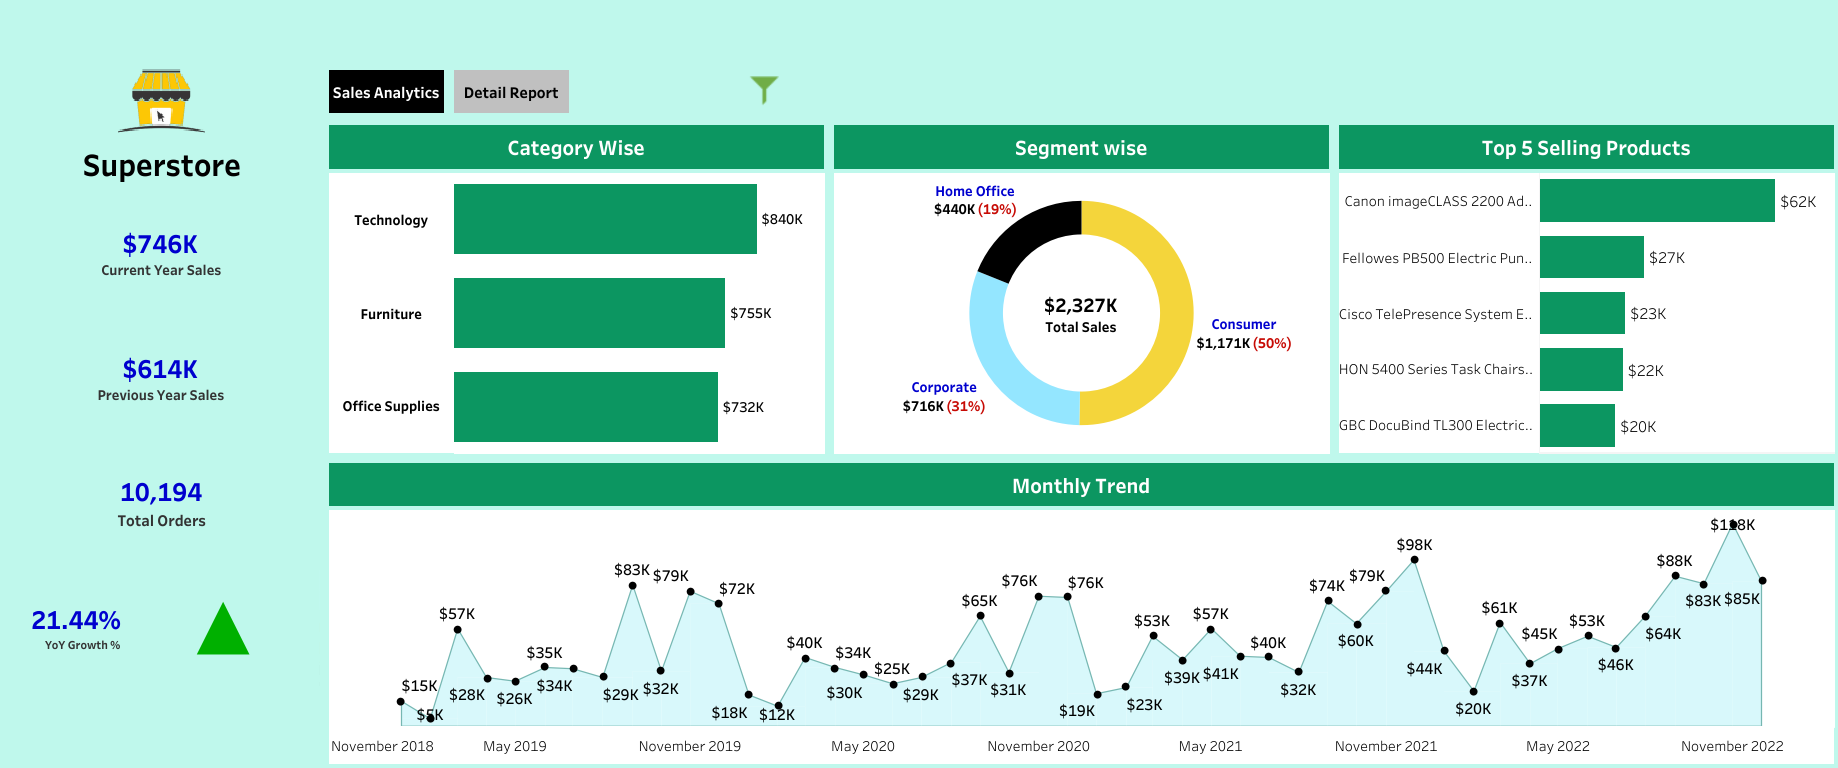 Superstore
$746K
Current Year Sales
$614K
Previous Year Sales
10,194
Total Orders
21.44%
YoY Growth %
Sales Analytics
Detail Report
Category Wise
Technology
$840K
Furniture
$755K
Office Supplies
$732K
Segment wise
Home Office
$440K (19%)
$2,327K
Total Sales
Consumer
$1,171K (50%)
Corporate
$716K (31%)
Top 5 Selling Products
Canon imageCLASS 2200 Ad..
$62K
Fellowes PB500 Electric Pun..
$27K
Cisco TelePresence System E..
$23K
HON 5400 Series Task Chairs..
$22K
GBC DocuBind TL300 Electric..
$20K
Monthly Trend
$15K
$5K
$57K
$28K
$26K
$35K
$34K
$29K
$83K
$32K
$79K
$72K
$18K
$12K
$40K
$30K
$34K
$25K
$29K
$37K
$65K
$31K
$76K
$76K
$19K
$23K
$53K
$39K
$57K
$41K
$40K
$32K
$74K
$60K
$79K
$98K
$44K
$20K
$61K
$37K
$45K
$53K
$46K
$64K
$88K
$83K
$118K
$85K
November 2018
May 2019
November 2019
May 2020
November 2020
May 2021
November 2021
May 2022
November 2022